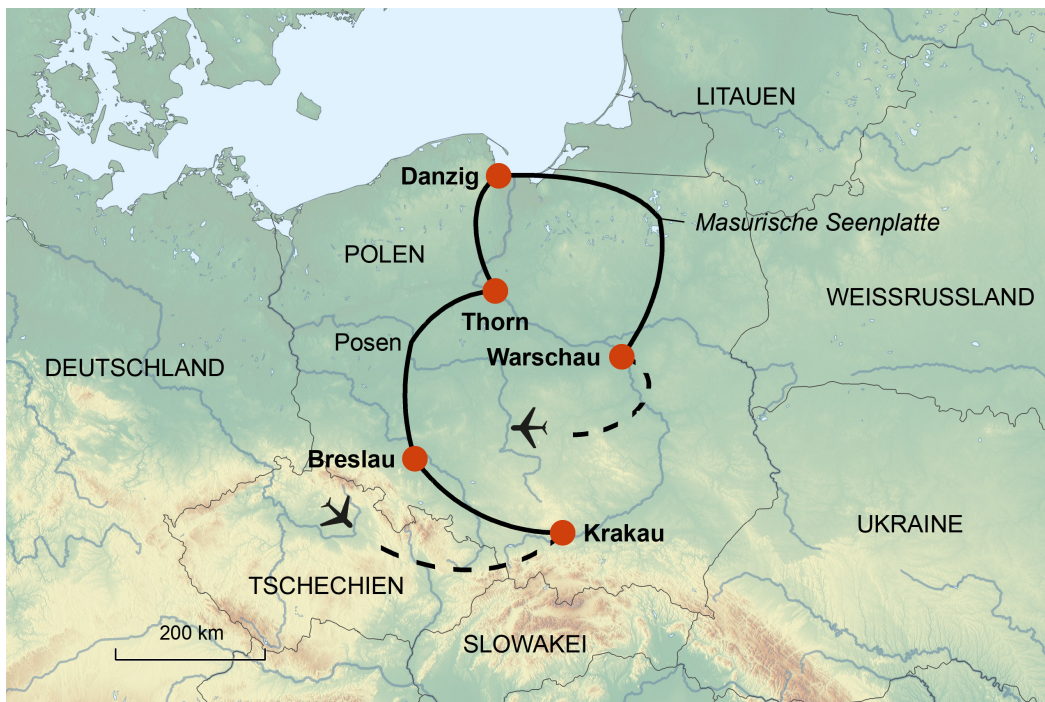 LITAUEN
Danzig
Masurische Seenplatte
POLEN
WEISSRUSSLAND
Thorn
Posen
Warschau
DEUTSCHLAND
Breslau
UKRAINE
Krakau
TSCHECHIEN
200 km
SLOWAKEI